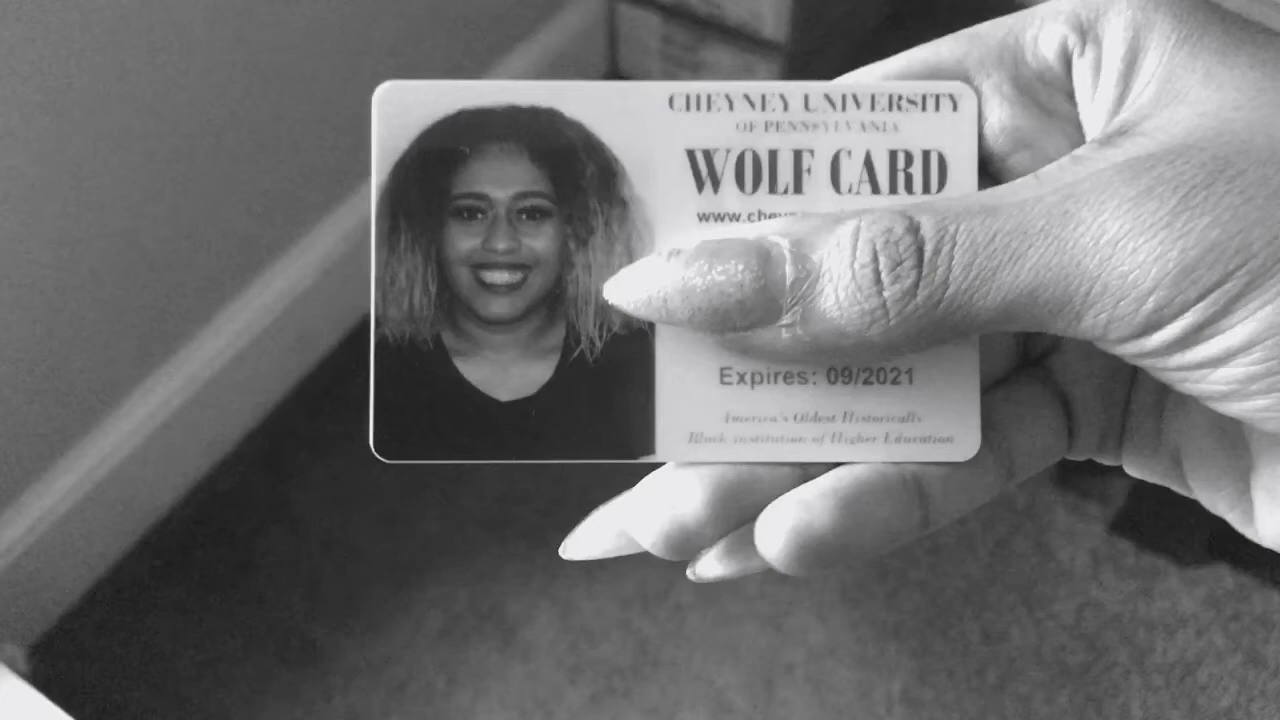 CHEYNEY UNIVERSITY
OF PENNSYLVANIA
WOLF CARD
www.chey
Expires: 09/2021
America's Oldest Historically
Black institution of Higher Education